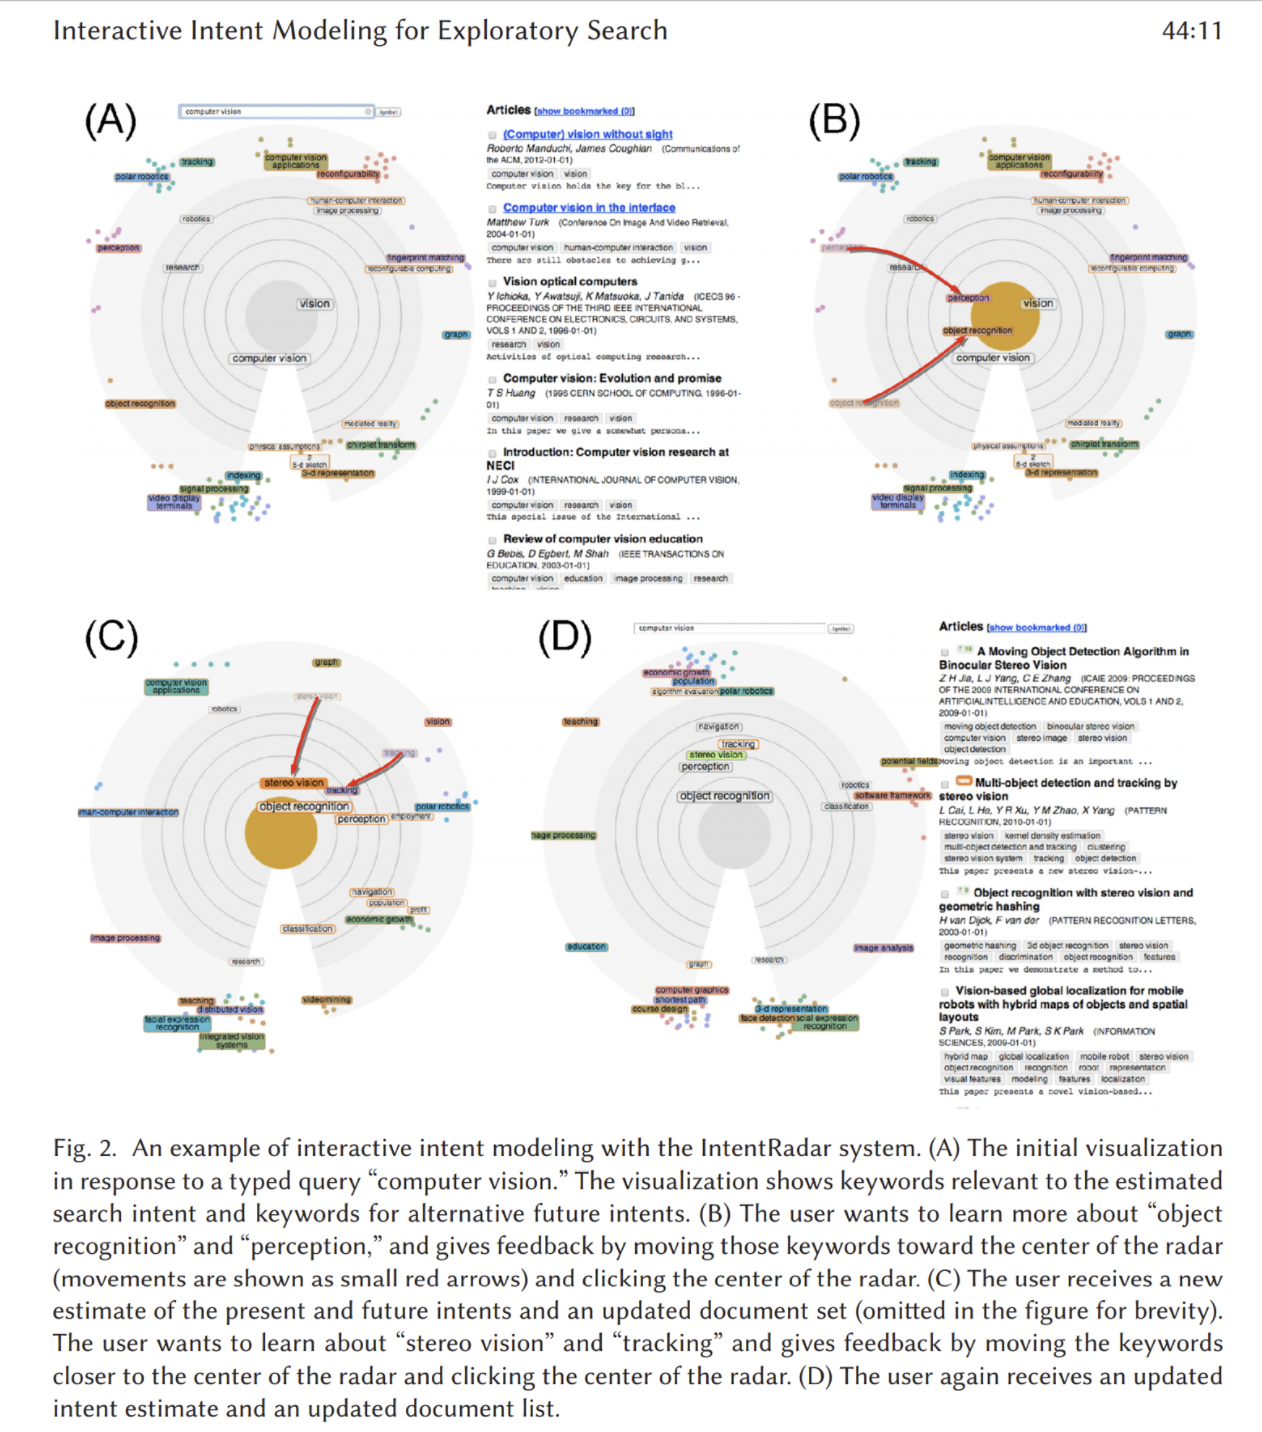 Interactive Intent Modeling for Exploratory Search 44:11
(A)
computer vision
tracking
polar robotics
computer vision
applications
reconfigurability
human-computer interaction
image processing
robotics
perception
research
fingerprint matching
reconfigurable computing
vision
graph
computer vision
object recognition
mediated reality
physical assumptions
chirplet transform
2
5-d sketch
3-d representation
indexing
signal processing
video display
terminals
Articles [show bookmarked (0)]
(Computer) vision without sight
Roberto Manduchi, James Coughlan (Communications of
the ACM, 2012-01-01)
computer vision vision
Computer vision holds the key for the bl...
Computer vision in the interface
Matthew Turk (Conference On Image And Video Retrieval,
2004-01-01)
computer vision human-computer interaction vision
There are still obstacles to achieving g...
Vision optical computers
Y Ichioka, Y Awatsuji, K Matsuoka, J Tanida (ICECS 96 -
PROCEEDINGS OF THE THIRD IEEE INTERNATIONAL
CONFERENCE ON ELECTRONICS, CIRCUITS, AND SYSTEMS,
VOLS 1 AND 2, 1996-01-01)
research vision
Activities of optical computing research...
Computer vision: Evolution and promise
T S Huang (1996 CERN SCHOOL OF COMPUTING, 1996-01-
01)
computer vision research vision
In this paper we give a somewhat persona...
Introduction: Computer vision research at
NECI
I J Cox (INTERNATIONAL JOURNAL OF COMPUTER VISION,
1999-01-01)
computer vision research vision
This special issue of the International ...
Review of computer vision education
G Bebis, D Egbert, M Shah (IEEE TRANSACTIONS ON
EDUCATION, 2003-01-01)
computer vision education image processing research
(B)
tracking
polar robotics
computer vision
applications
reconfigurability
human-computer interaction
image processing
robotics
perception
research
fingerprint matching
reconfigurable computing
perception
vision
object recognition
graph
computer vision
object recognition
mediated reality
physical assumptions
chirplet transform
2
5-d sketch
3-d representation
indexing
signal processing
video display
terminals
(C)
graph
computer vision
applications
stereo vision
robotics
vision
tracking
stereo vision
tracking
object recognition
polar robotics
perception
employment
man-computer interaction
navigation
population
profit
economic growth
classification
image processing
research
teaching
distributed vision
videomining
facial expression
recognition
integrated vision
systems
(D)
computer vision
economic growth
population
algorithm evaluation
polar robotics
teaching
navigation
tracking
stereo vision
perception
potential fields
object recognition
robotics
software framework
classification
mage processing
education
image analysis
graph
research
computer graphics
shortest path
course design
3-d representation
face detection
acial expression
recognition
Articles [show bookmarked (0)]
A Moving Object Detection Algorithm in
Binocular Stereo Vision
Z H Jia, L J Yang, C E Zhang (ICAIE 2009: PROCEEDINGS
OF THE 2009 INTERNATIONAL CONFERENCE ON
ARTIFICIAL INTELLIGENCE AND EDUCATION, VOLS 1 AND 2,
2009-01-01)
moving object detection binocular stereo vision
computer vision stereo image stereo vision
object detection
Moving object detection is an important ...
Multi-object detection and tracking by
stereo vision
L Cai, L He, Y R Xu, Y M Zhao, X Yang (PATTERN
RECOGNITION, 2010-01-01)
stereo vision kernel density estimation
multi-object detection and tracking clustering
stereo vision system tracking object detection
This paper presents a new stereo vision-...
Object recognition with stereo vision and
geometric hashing
H van Dijck, F van der (PATTERN RECOGNITION LETTERS,
2003-01-01)
geometric hashing 3d object recognition stereo vision
recognition discrimination object recognition features
In this paper we demonstrate a method to...
Vision-based global localization for mobile
robots with hybrid maps of objects and spatial
layouts
S Park, S Kim, M Park, S K Park (INFORMATION
SCIENCES, 2009-01-01)
hybrid map global localization mobile robot stereo vision
object recognition recognition robot representation
visual features modeling features localization
This paper presents a novel vision-based...
Fig. 2. An example of interactive intent modeling with the IntentRadar system. (A) The initial visualization
in response to a typed query “computer vision.” The visualization shows keywords relevant to the estimated
search intent and keywords for alternative future intents. (B) The user wants to learn more about “object
recognition” and “perception,” and gives feedback by moving those keywords toward the center of the radar
(movements are shown as small red arrows) and clicking the center of the radar. (C) The user receives a new
estimate of the present and future intents and an updated document set (omitted in the figure for brevity).
The user wants to learn about “stereo vision” and “tracking” and gives feedback by moving the keywords
closer to the center of the radar and clicking the center of the radar. (D) The user again receives an updated
intent estimate and an updated document list.